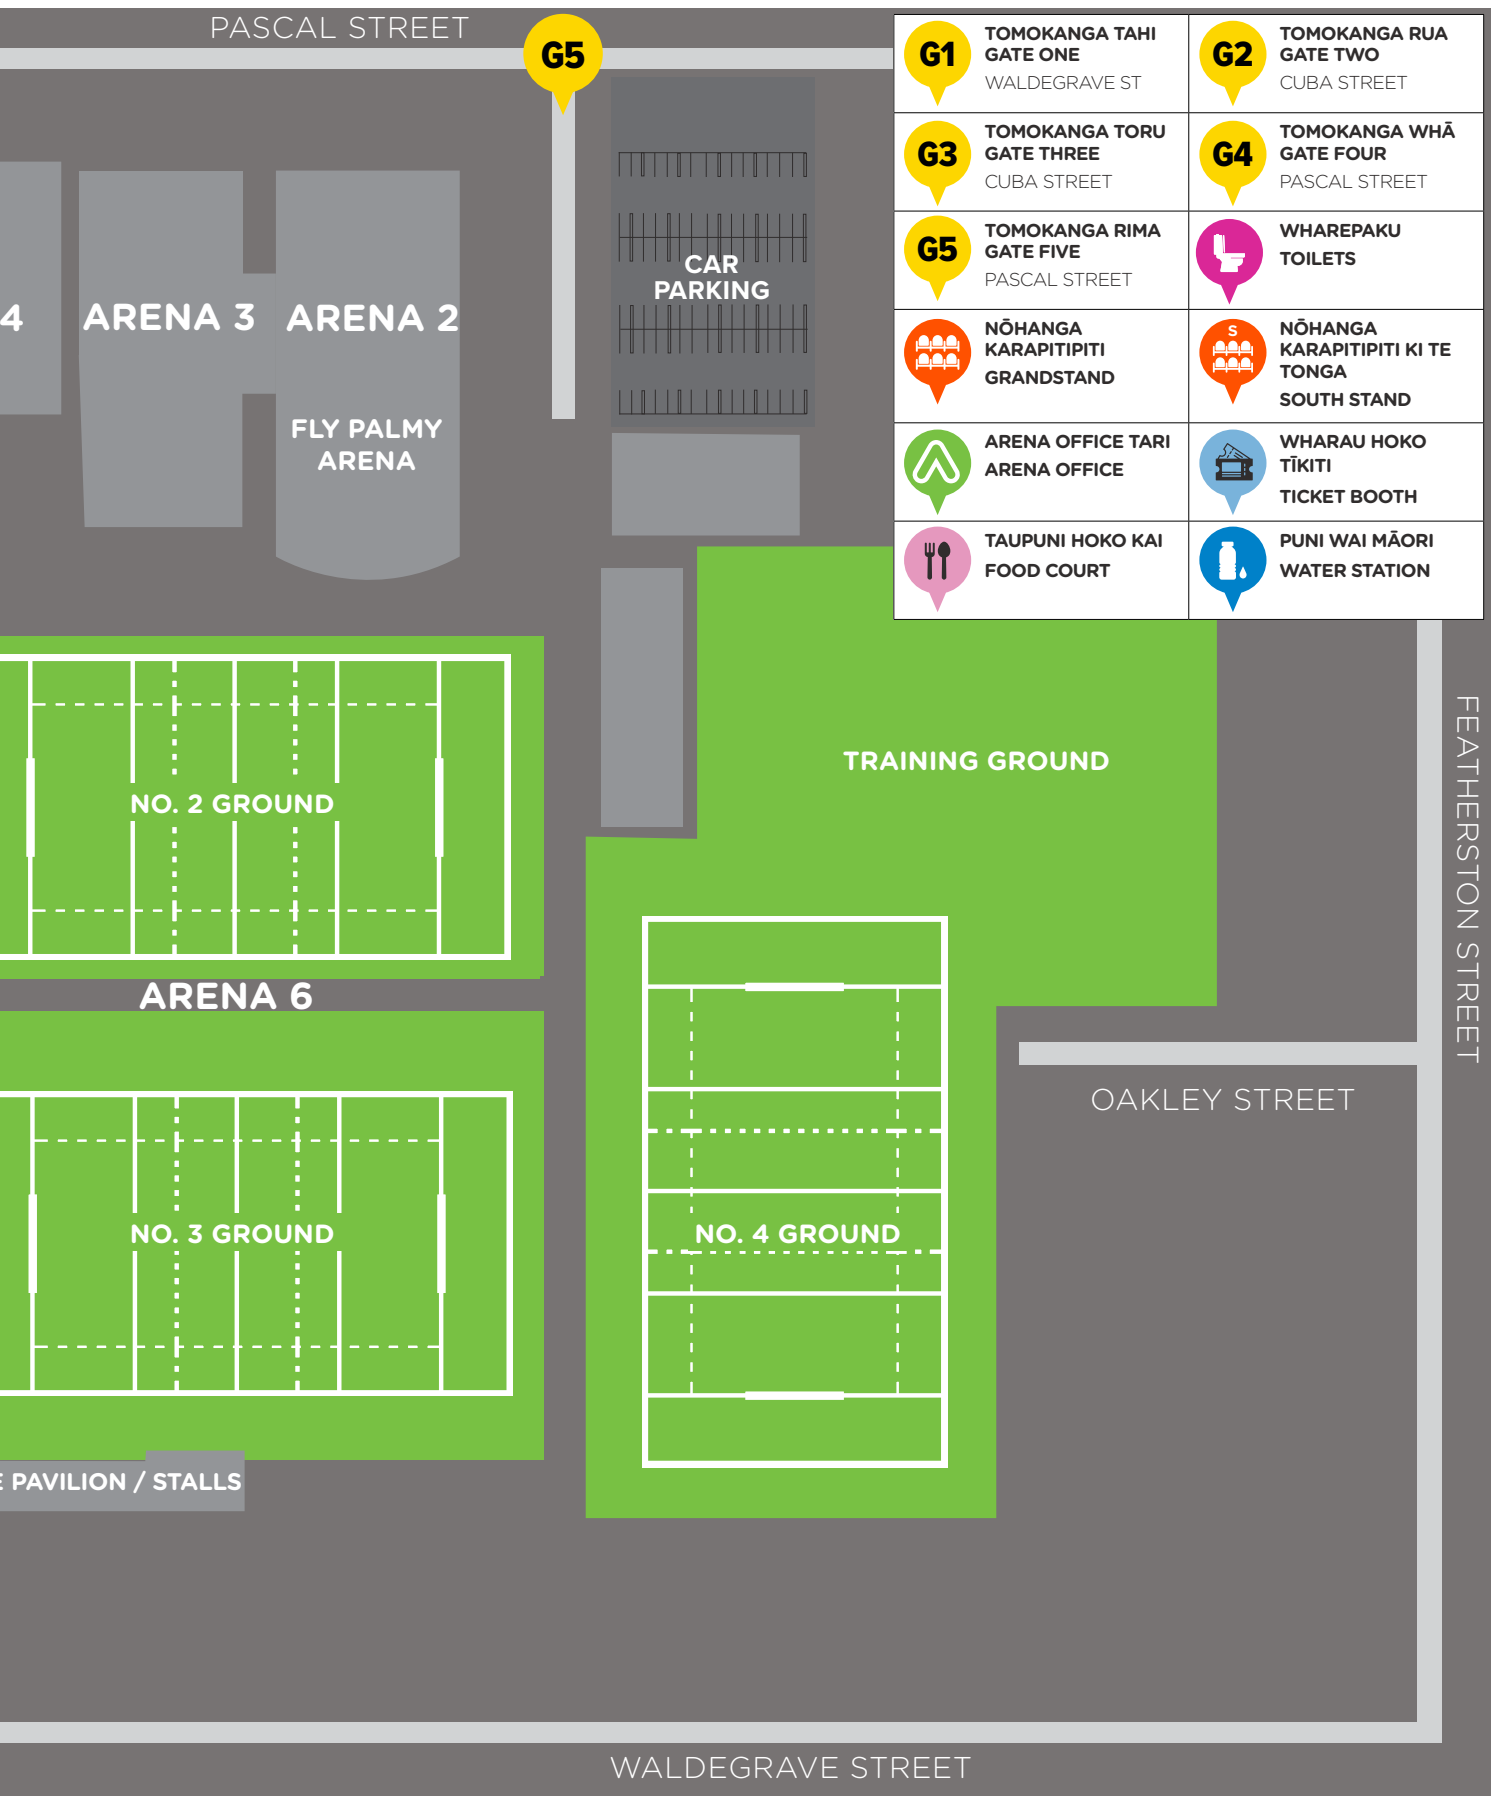 PASCAL STREET
G5
G1
TOMOKANGA TAHI
GATE ONE
WALDEGRAVE ST
G2
TOMOKANGA RUA
GATE TWO
CUBA STREET
G3
TOMOKANGA TORU
GATE THREE
CUBA STREET
G4
TOMOKANGA WHĀ
GATE FOUR
PASCAL STREET
G5
TOMOKANGA RIMA
GATE FIVE
PASCAL STREET
WHAREPAKU
TOILETS
NŌHANGA
KARAPITIPITI
GRANDSTAND
S
NŌHANGA
KARAPITIPITI KI TE
TONGA
SOUTH STAND
ARENA OFFICE TARI
ARENA OFFICE
WHARAU HOKO
TĪKITI
TICKET BOOTH
TAUPUNI HOKO KAI
FOOD COURT
PUNI WAI MĀORI
WATER STATION
CAR
PARKING
4
ARENA 3
ARENA 2
FLY PALMY
ARENA
TRAINING GROUND
FEATHERSTON STREET
NO. 2 GROUND
ARENA 6
OAKLEY STREET
NO. 3 GROUND
NO. 4 GROUND
E PAVILION / STALLS
WALDEGRAVE STREET